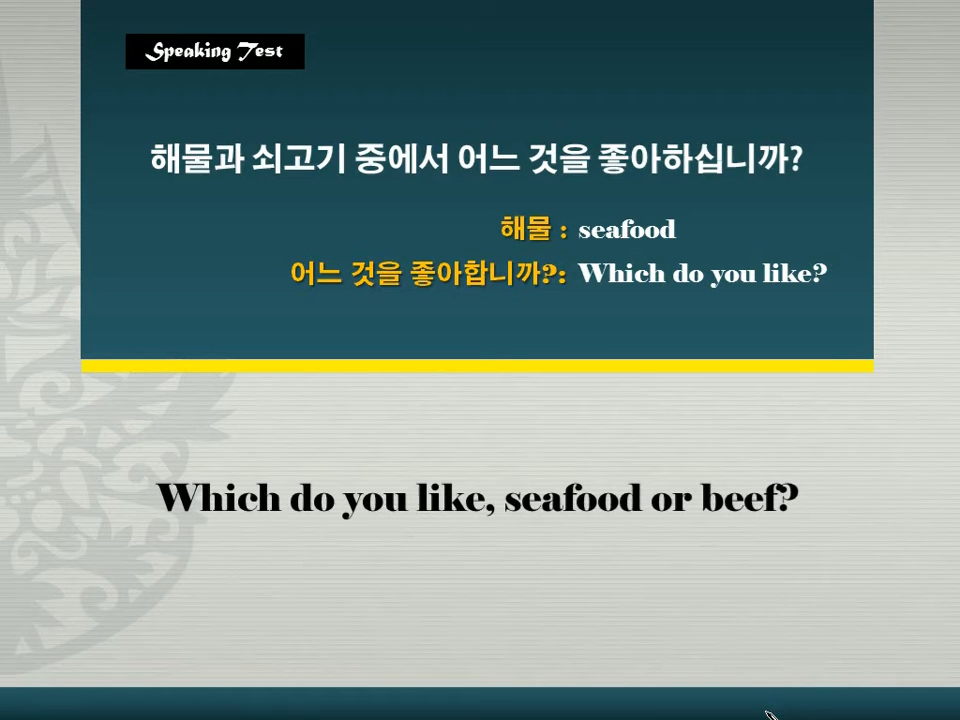 Speaking Test
해물과 쇠고기 중에서 어느 것을 좋아하십니까?
해물 : seafood
어느 것을 좋아합니까?: Which do you like?
Which do you like, seafood or beef?